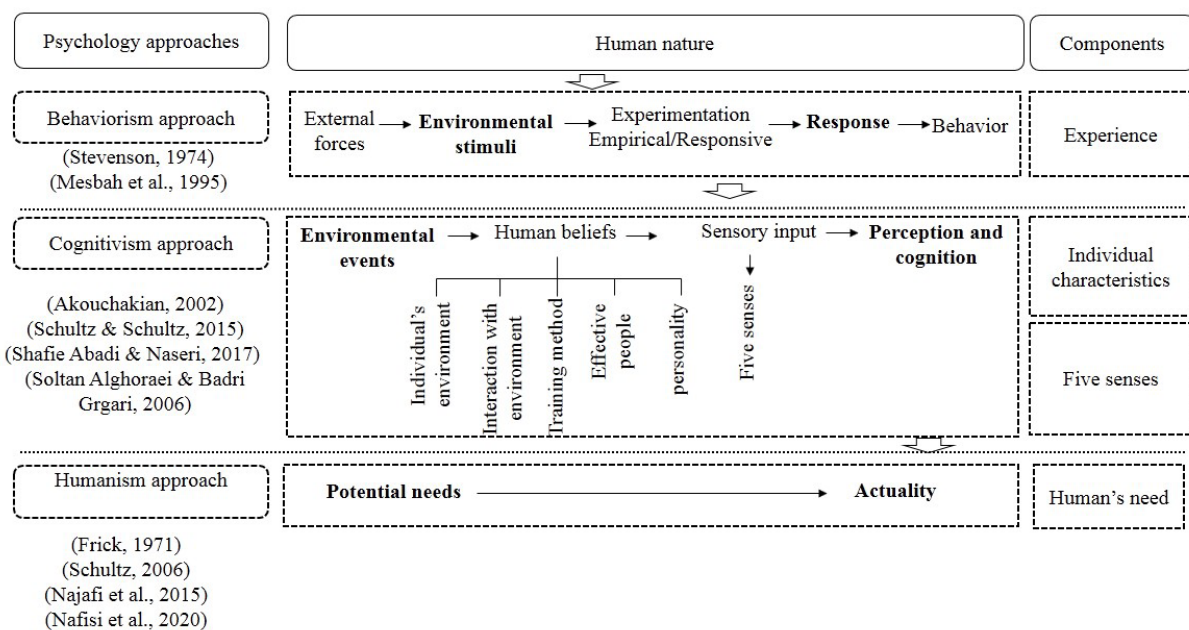 Psychology approaches
Human nature
Components
Behaviorism approach
(Stevenson, 1974)
(Mesbah et al., 1995)
External
forces
Environmental
stimuli
Experimentation
Empirical/Responsive
Response
Behavior
Experience
Cognitivism approach
(Akouchakian, 2002)
(Schultz & Schultz, 2015)
(Shafie Abadi & Naseri, 2017)
(Soltan Alghoraei & Badri
Grgari, 2006)
Environmental
events
Human beliefs
Sensory input
Perception and
cognition
Individual's
environment
Interaction with
environment
Training method
Effective
people
personality
Five senses
Individual
characteristics
Five senses
Humanism approach
(Frick, 1971)
(Schultz, 2006)
(Najafi et al., 2015)
(Nafisi et al., 2020)
Potential needs
Actuality
Human's need